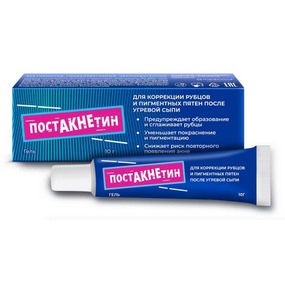 ДЛЯ КОРРЕКЦИИ РУБЦОВ
И ПИГМЕНТНЫХ ПЯТЕН ПОСЛЕ
УГРЕВОЙ СЫПИ
постАКНЕтин
• Предупреждает образование
и сглаживает рубцы
• Уменьшает покраснение
и пигментацию
• Снижает риск повторного
появления акне
Гель
10 г
постАКНЕтин
ДЛЯ КОРРЕКЦИИ РУБЦОВ
И ПИГМЕНТНЫХ ПЯТЕН
ПОСЛЕ УГРЕВОЙ СЫПИ
ГЕЛЬ
10Г